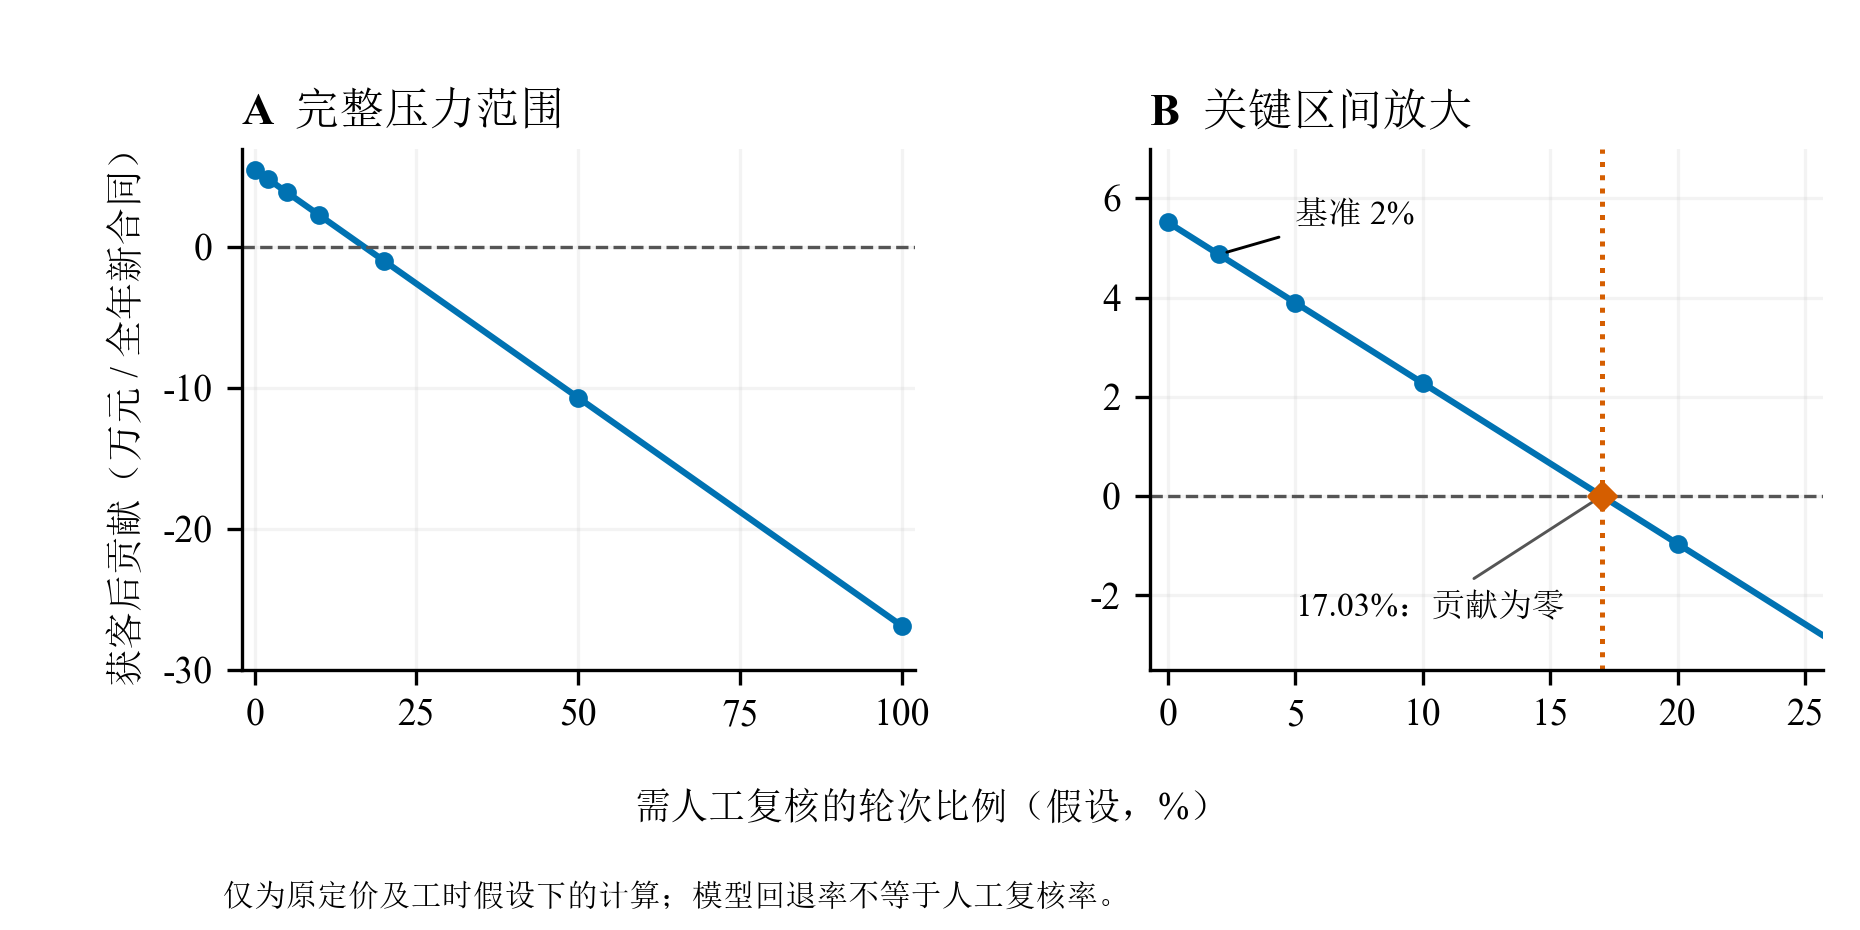 A 完整压力范围
B 关键区间放大
获客后贡献（万元 / 全年新合同）
0
-10
-20
-30
0
25
50
75
100
6
4
2
0
-2
基准 2%
17.03%：贡献为零
0
5
10
15
20
25
需人工复核的轮次比例（假设，%）
仅为原定价及工时假设下的计算；模型回退率不等于人工复核率。